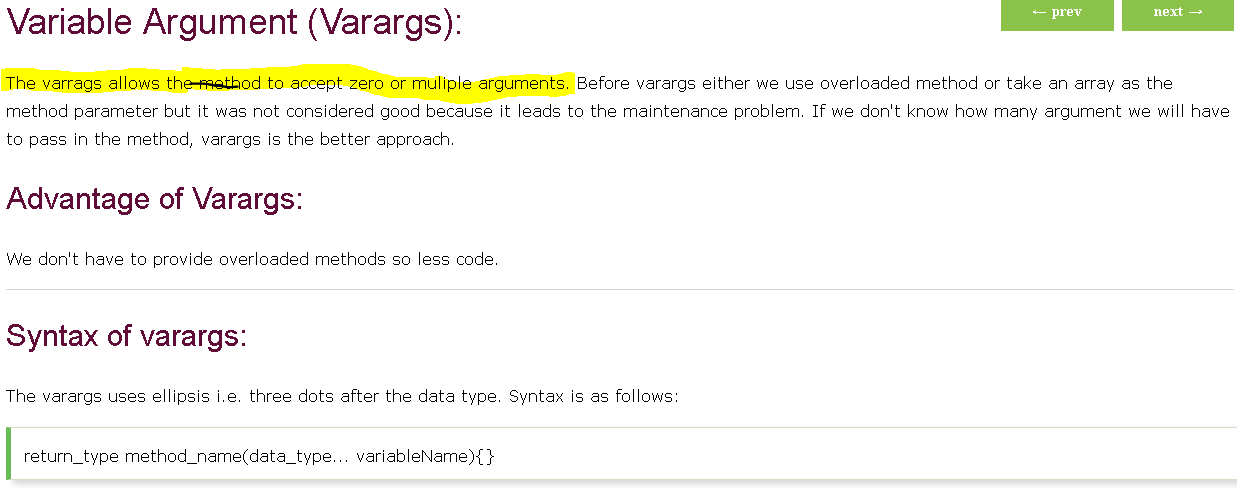 Variable Argument (Varargs):
← prev
next →
The varrags allows the method to accept zero or muliple arguments. Before varargs either we use overloaded method or take an array as the
method parameter but it was not considered good because it leads to the maintenance problem. If we don't know how many argument we will have
to pass in the method, varargs is the better approach.
Advantage of Varargs:
We don't have to provide overloaded methods so less code.
Syntax of varargs:
The varargs uses ellipsis i.e. three dots after the data type. Syntax is as follows:
return_type method_name(data_type... variableName){}